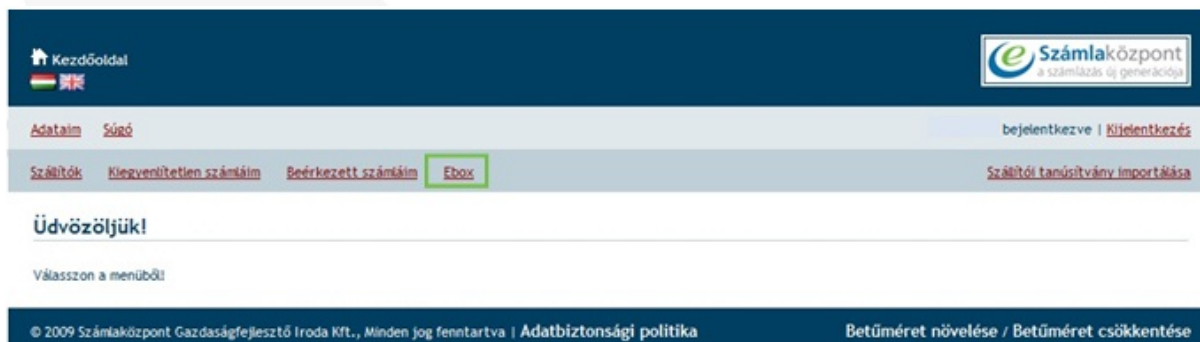 Kezdőoldal
Számlaközpont
a számlázás új generációja
Adataim Súgó
bejelentkezve | Kijelentkezés
Szállítók Kiegyenlítetlen számláim Beérkezett számláim Ebox
Szállítói tanúsítvány importálása
Üdvözöljük!
Válasszon a menüből!
© 2009 Számlaközpont Gazdaságfejlesztő Iroda Kft., Minden jog fenntartva | Adatbiztonsági politika
Betűméret növelése / Betűméret csökkentése